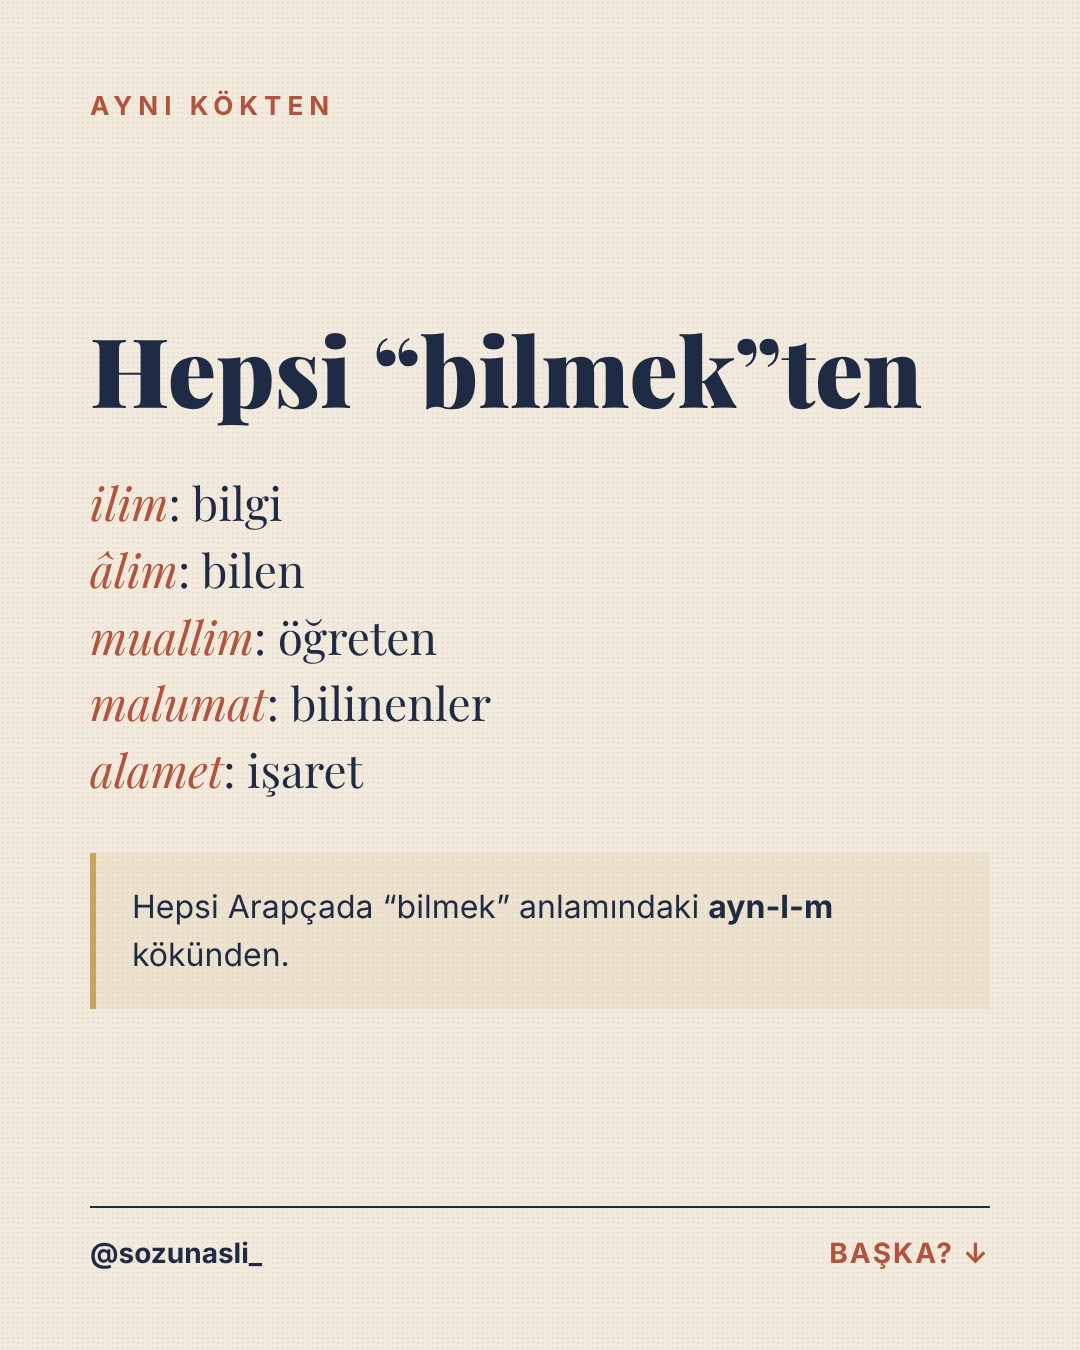 AYNI KÖKTEN
Hepsi “bilmek”ten
ilim: bilgi
âlim: bilen
muallim: öğreten
malumat: bilinenler
alamet: işaret
Hepsi Arapçada “bilmek” anlamındaki ayn-l-m
kökünden.
@sozunasli_
BAŞKA? ↓